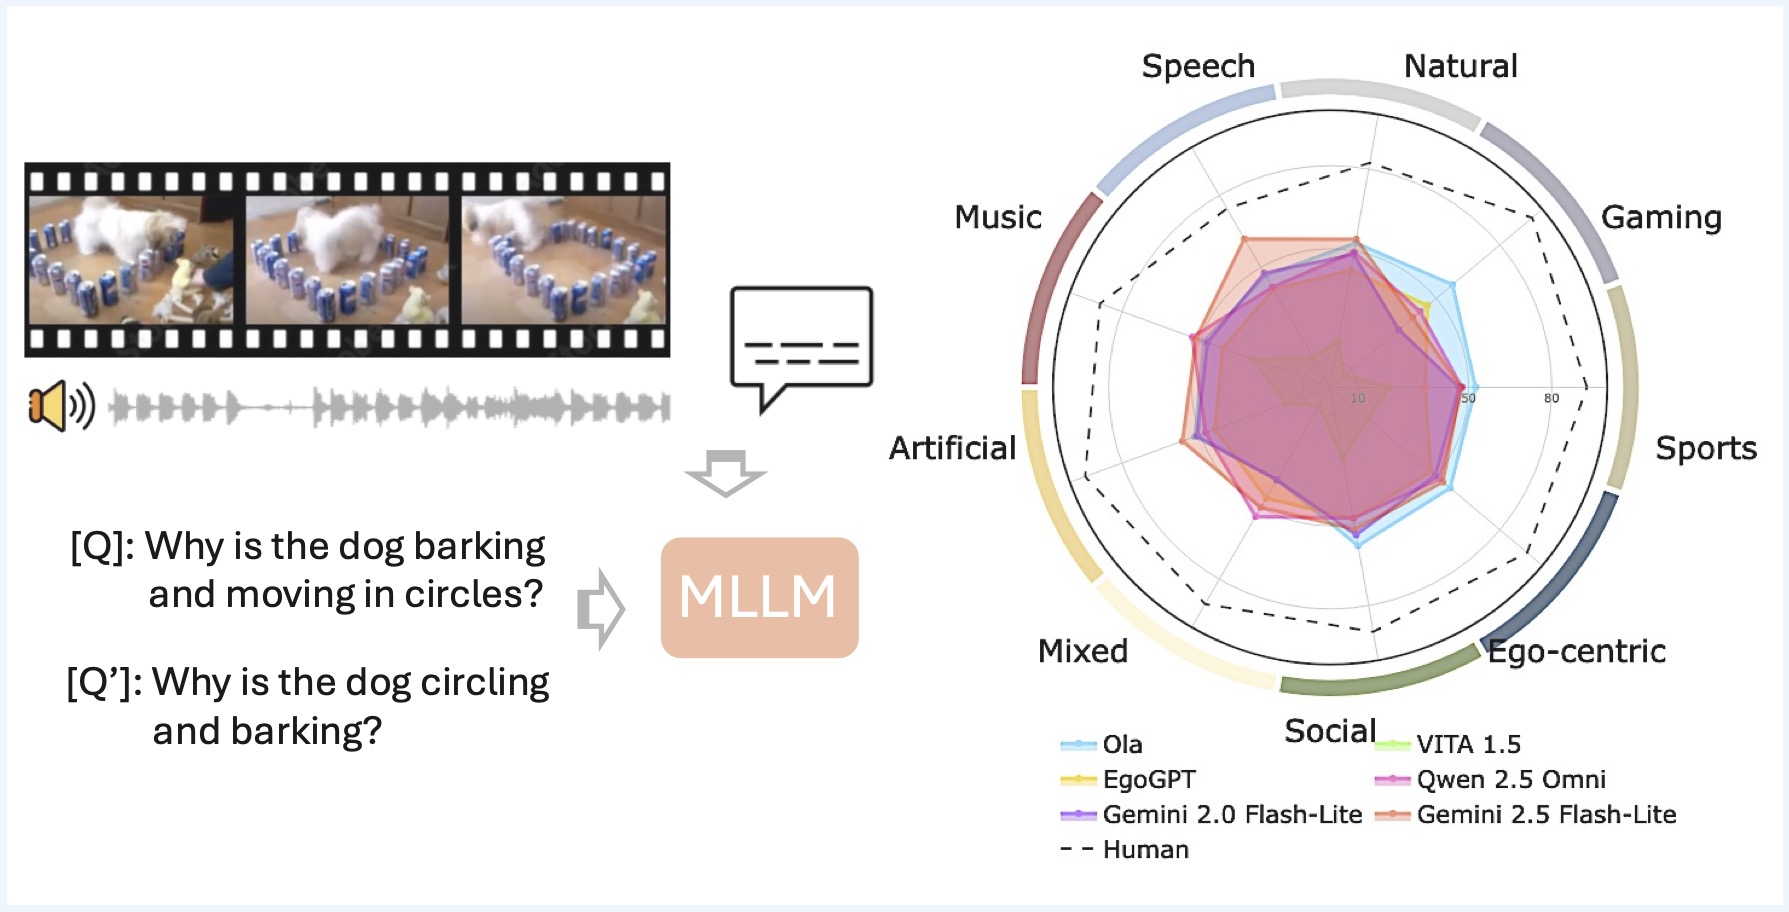 [Q]: Why is the dog barking
and moving in circles?
[Q’]: Why is the dog circling
and barking?
MLLM
Speech
Natural
Music
Gaming
Artificial
Sports
Mixed
Ego-centric
Social
10
50
80
Ola
VITA 1.5
EgoGPT
Qwen 2.5 Omni
Gemini 2.0 Flash-Lite
Gemini 2.5 Flash-Lite
Human